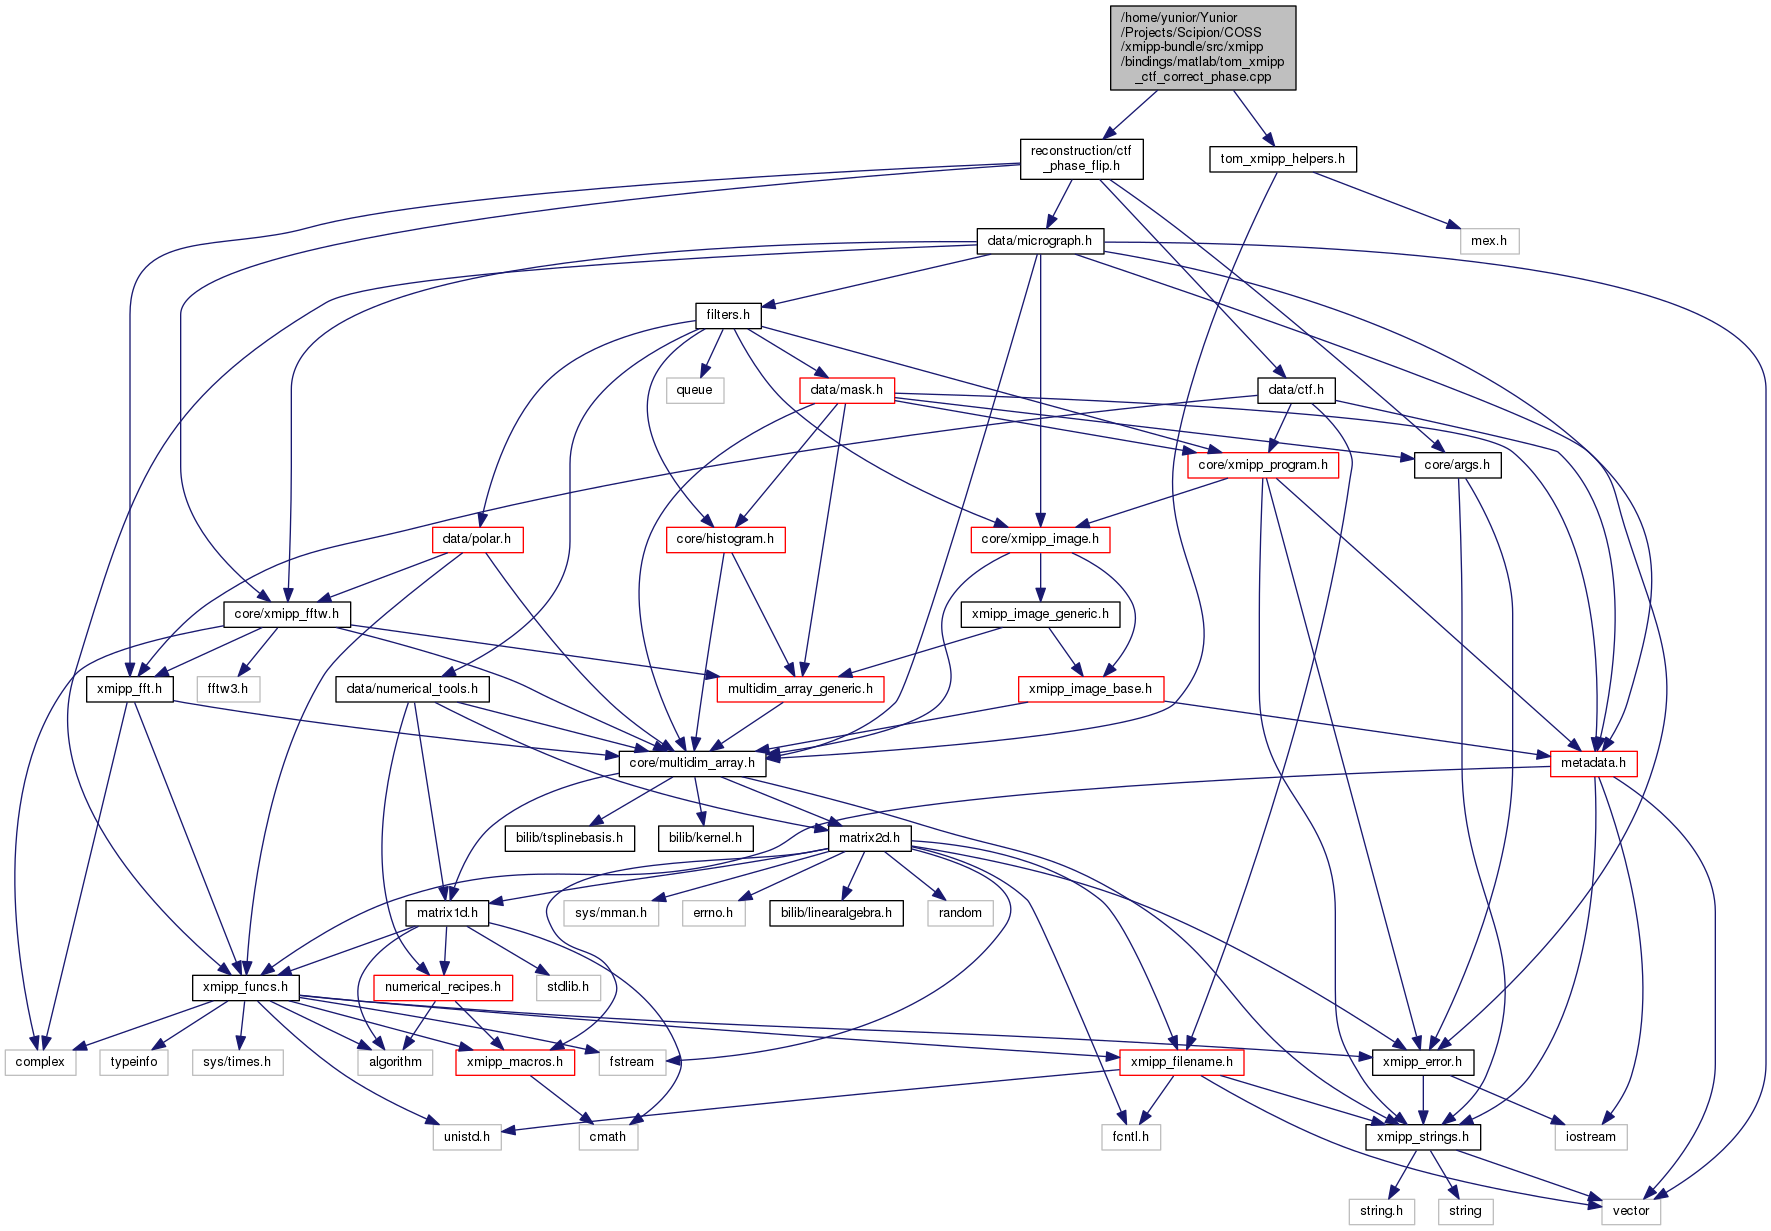 /home/yunior/Yunior
/Projects/Scipion/COSS
/xmipp-bundle/src/xmipp
/bindings/matlab/tom_xmipp
_ctf_correct_phase.cpp
reconstruction/ctf
_phase_flip.h
tom_xmipp_helpers.h
data/micrograph.h
mex.h
filters.h
queue
data/mask.h
data/ctf.h
core/xmipp_program.h
core/args.h
data/polar.h
core/histogram.h
core/xmipp_image.h
core/xmipp_fftw.h
xmipp_image_generic.h
xmipp_fft.h
fftw3.h
data/numerical_tools.h
multidim_array_generic.h
xmipp_image_base.h
core/multidim_array.h
metadata.h
bilib/tsplinebasis.h
bilib/kernel.h
matrix2d.h
matrix1d.h
sys/mman.h
errno.h
bilib/linearalgebra.h
random
xmipp_funcs.h
numerical_recipes.h
stdlib.h
complex
typeinfo
sys/times.h
algorithm
xmipp_macros.h
fstream
xmipp_filename.h
xmipp_error.h
unistd.h
cmath
fcntl.h
xmipp_strings.h
iostream
string.h
string
vector